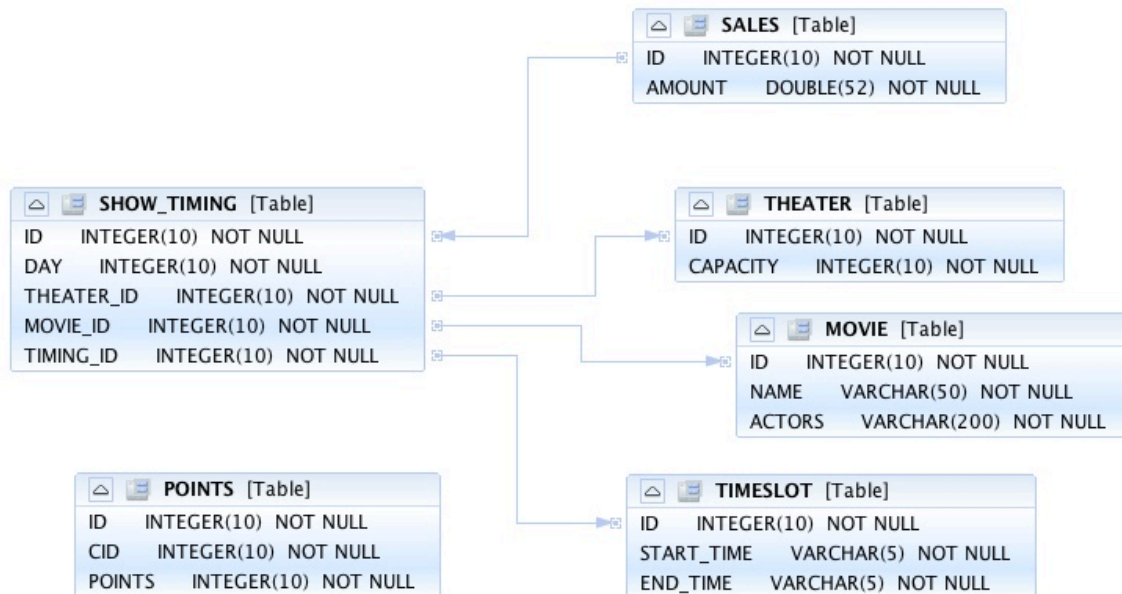 SALES [Table]
ID INTEGER(10) NOT NULL
AMOUNT DOUBLE(52) NOT NULL
SHOW_TIMING [Table]
ID INTEGER(10) NOT NULL
DAY INTEGER(10) NOT NULL
THEATER_ID INTEGER(10) NOT NULL
MOVIE_ID INTEGER(10) NOT NULL
TIMING_ID INTEGER(10) NOT NULL
THEATER [Table]
ID INTEGER(10) NOT NULL
CAPACITY INTEGER(10) NOT NULL
MOVIE [Table]
ID INTEGER(10) NOT NULL
NAME VARCHAR(50) NOT NULL
ACTORS VARCHAR(200) NOT NULL
POINTS [Table]
ID INTEGER(10) NOT NULL
CID INTEGER(10) NOT NULL
POINTS INTEGER(10) NOT NULL
TIMESLOT [Table]
ID INTEGER(10) NOT NULL
START_TIME VARCHAR(5) NOT NULL
END_TIME VARCHAR(5) NOT NULL